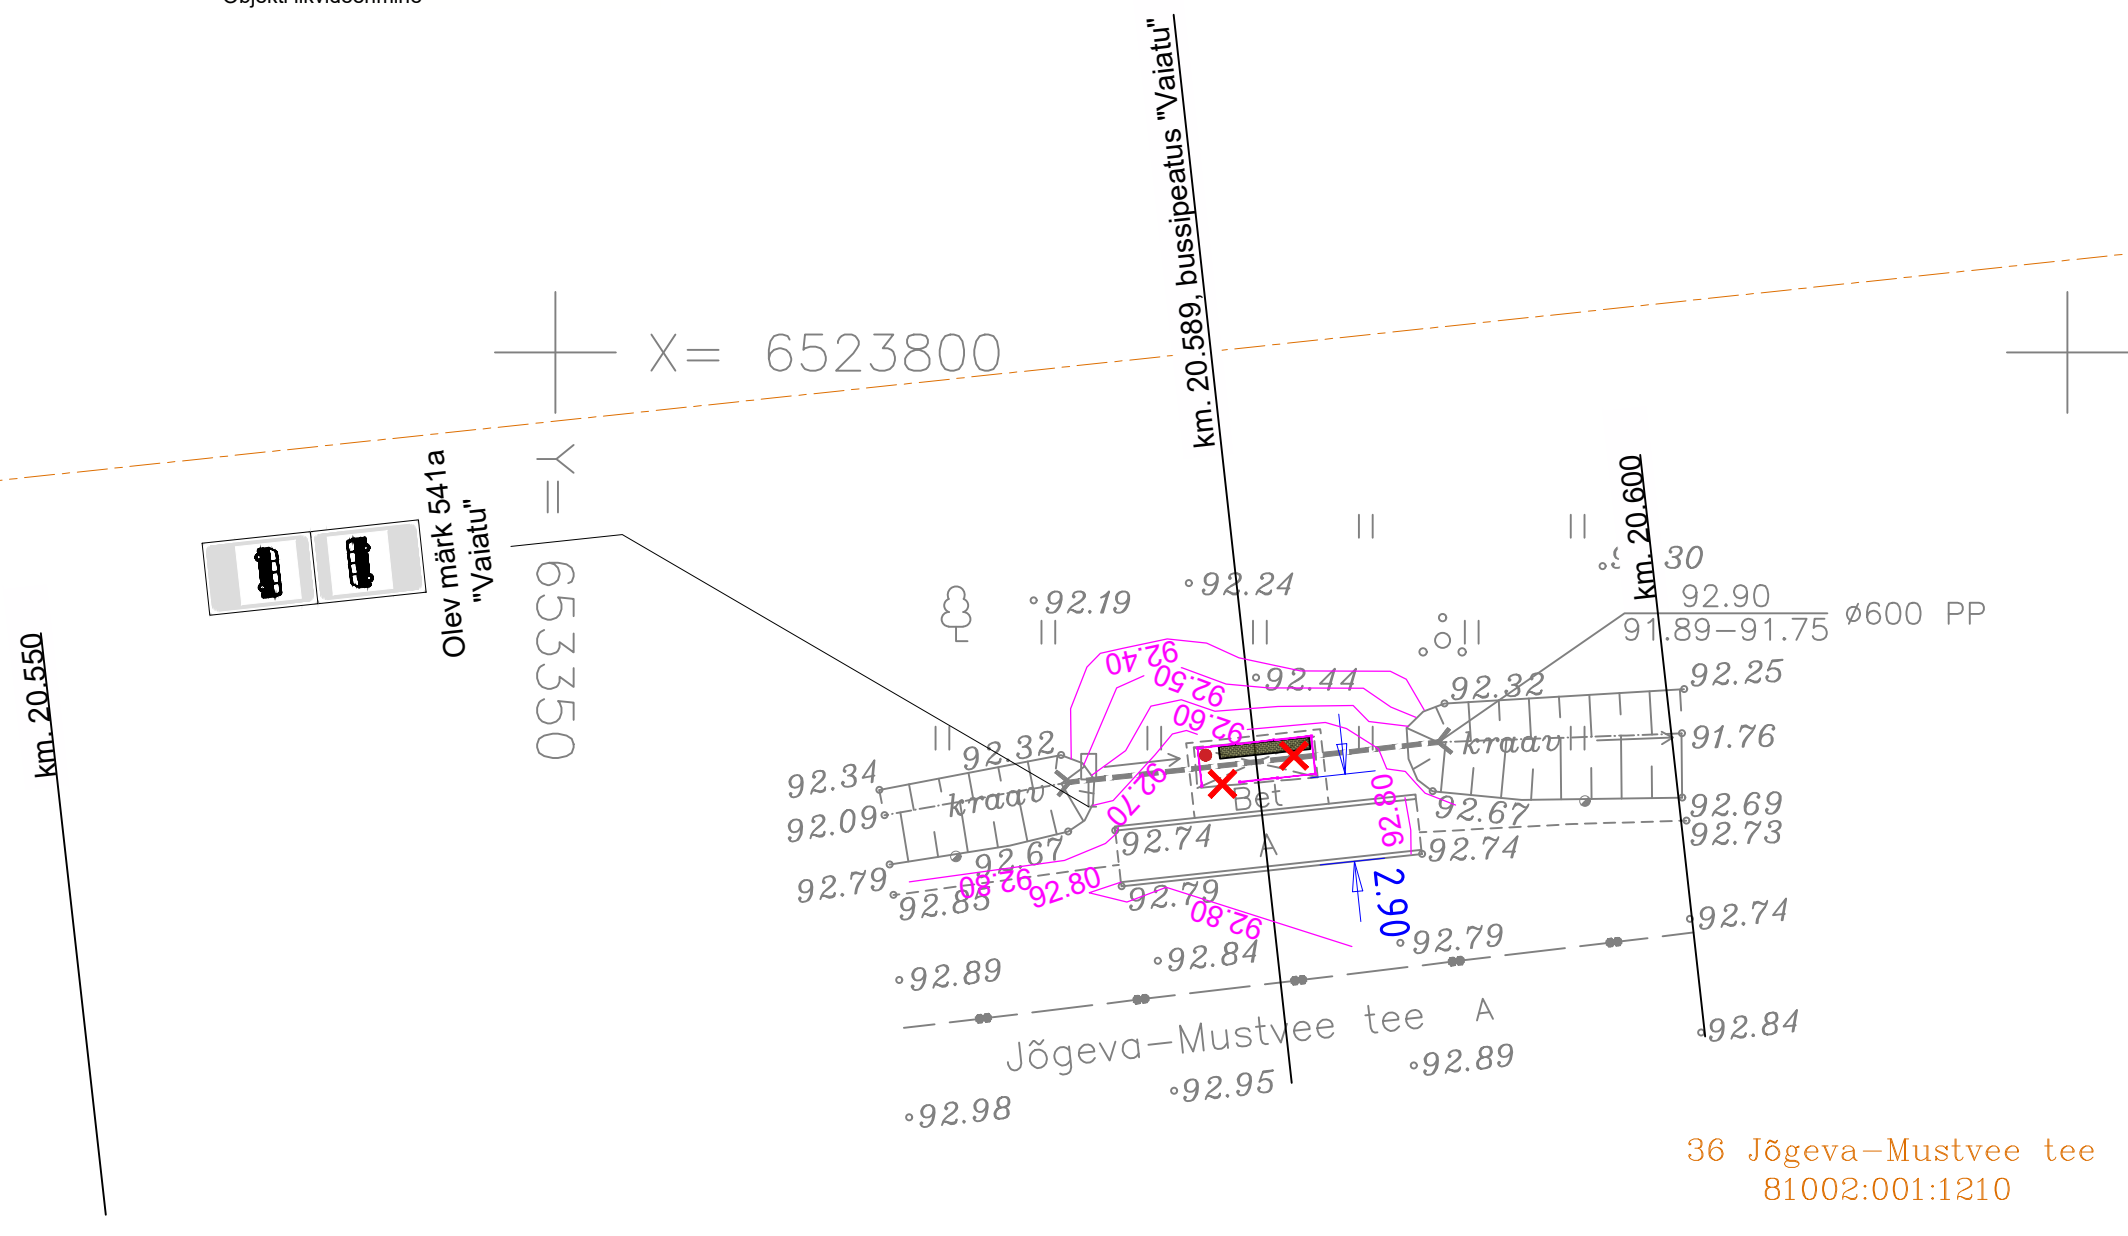 Objekti likvideerimine
km. 20.589, bussipeatus "Vaiatu"
X= 6523800
Y= 653350
Olev märk 541a
"Vaiatu"
km. 20.550
km. 20.600
30
92.90
91.89-91.75
ø600 PP
92.24
92.19
92.40
92.50
92.44
92.60
92.32
92.25
92.32
kraav
91.76
92.34
kraav
92.09
92.70
Bet
92.80
92.67
92.69
92.73
92.74
A
92.74
92.67
92.79
92.80
92.80
92.85
92.79
92.80
2.90
92.74
92.79
92.84
92.89
Jõgeva-Mustvee tee A
92.84
92.89
92.95
92.98
36 Jõgeva-Mustvee tee
81002:001:1210